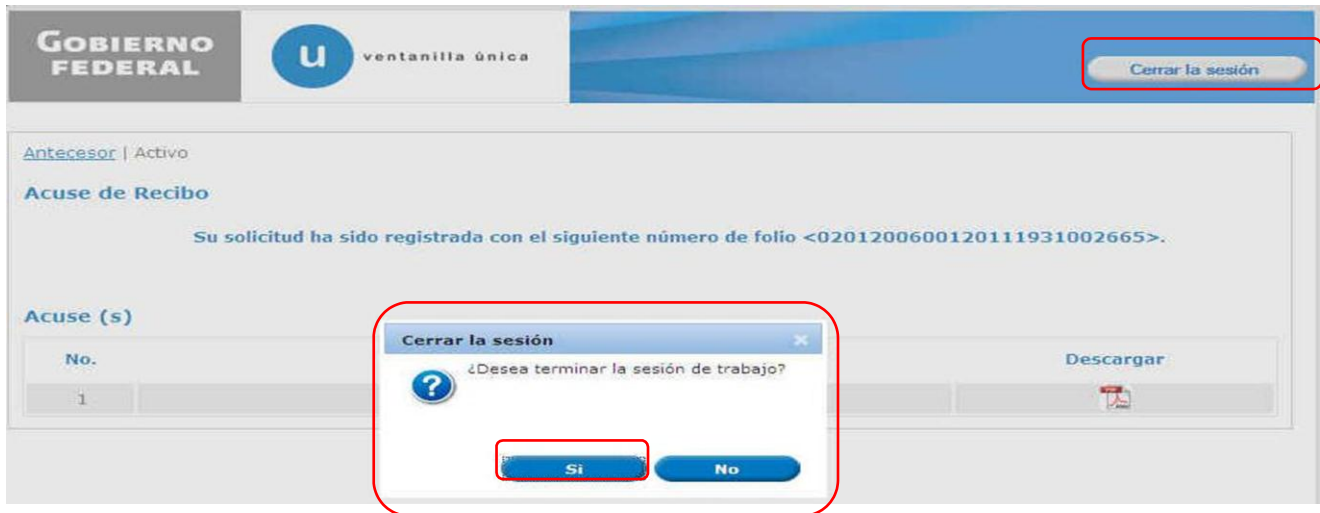 GOBIERNO
FEDERAL
u
ventanilla única
Cerrar la sesión
Antecesor | Activo
Acuse de Recibo
Su solicitud ha sido registrada con el siguiente número de folio <0201200600120111931002665>.
Acuse (s)
No.
Descargar
1
Cerrar la sesión
¿Desea terminar la sesión de trabajo?
Si
No